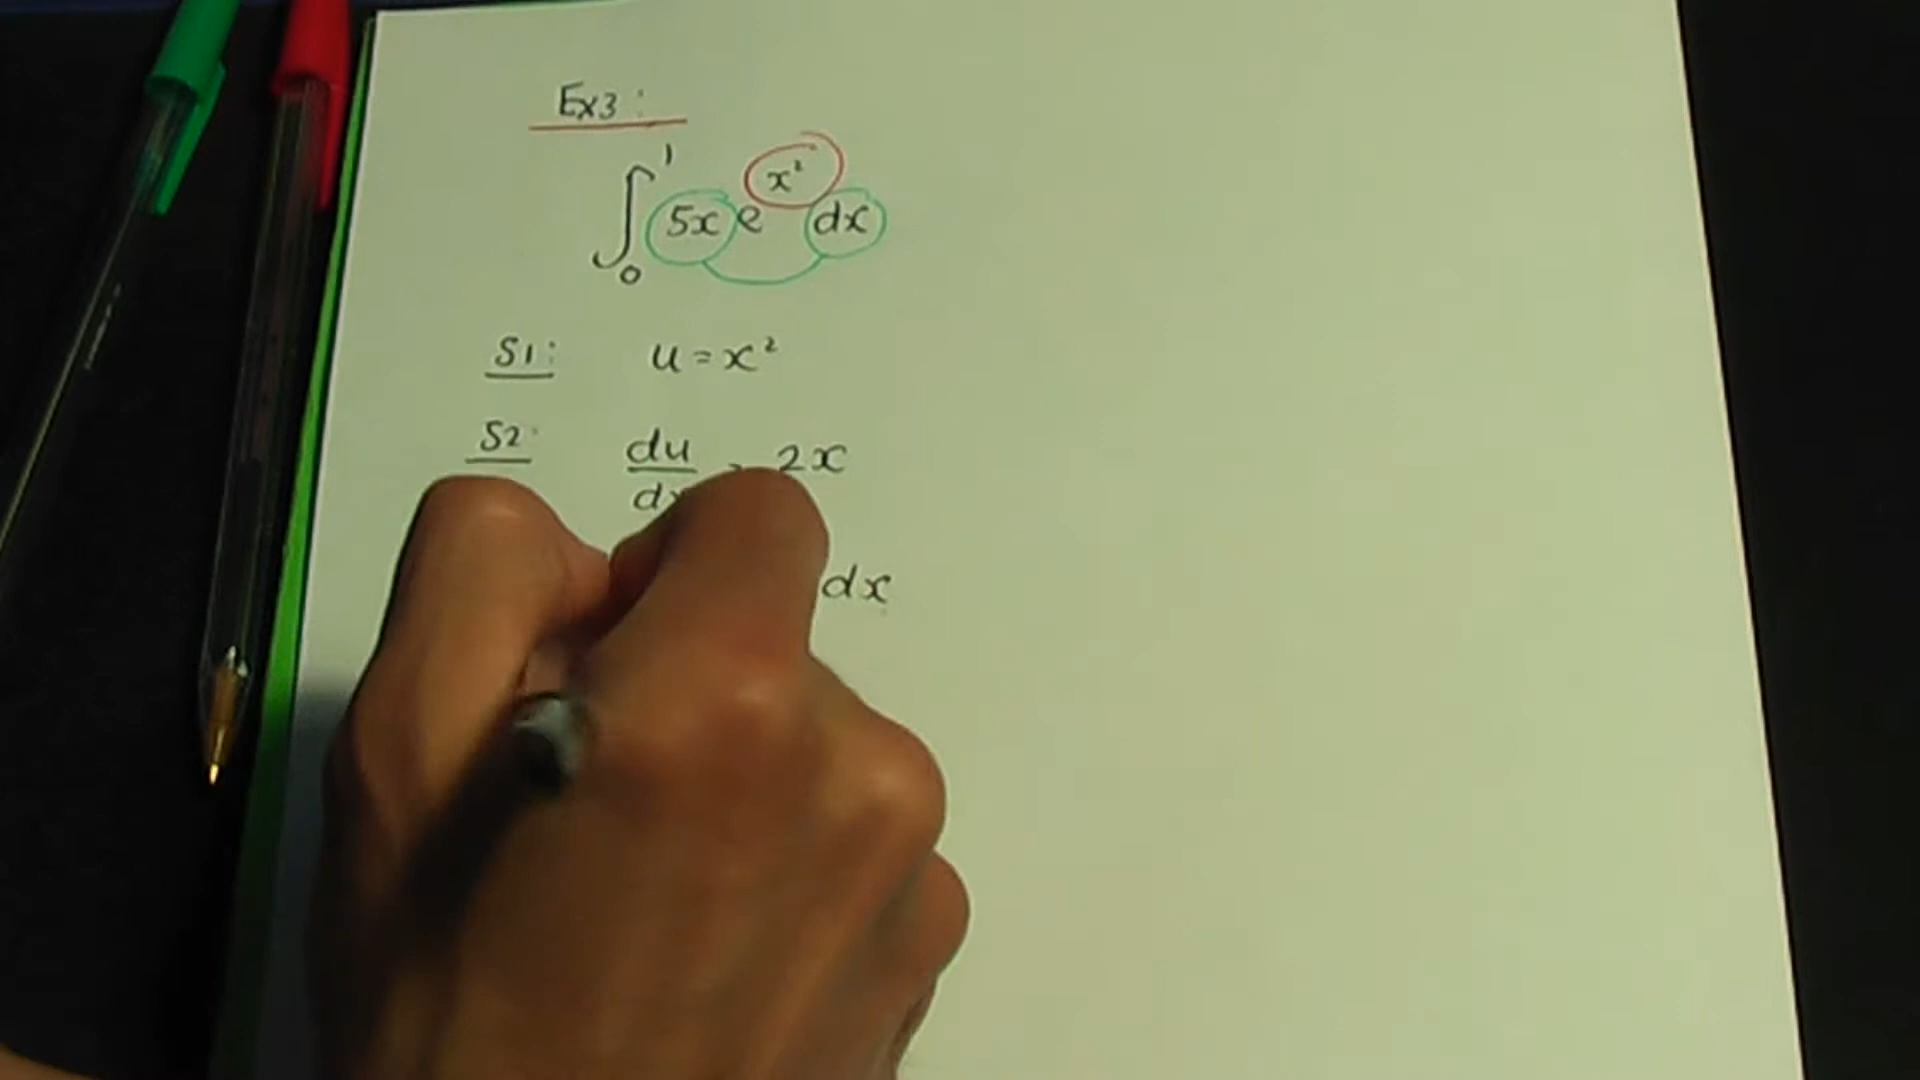 Ex3:
∫₀¹ 5x e^{x²} dx
S1: u = x²
S2: du/dx = 2x
dx